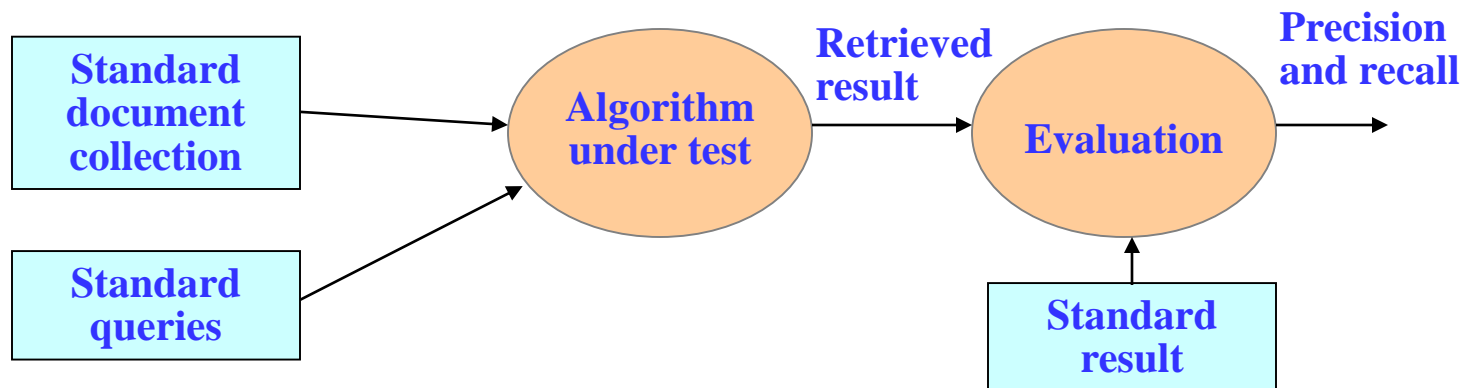 Standard
document
collection
Standard
queries
Algorithm
under test
Retrieved
result
Evaluation
Standard
result
Precision
and recall